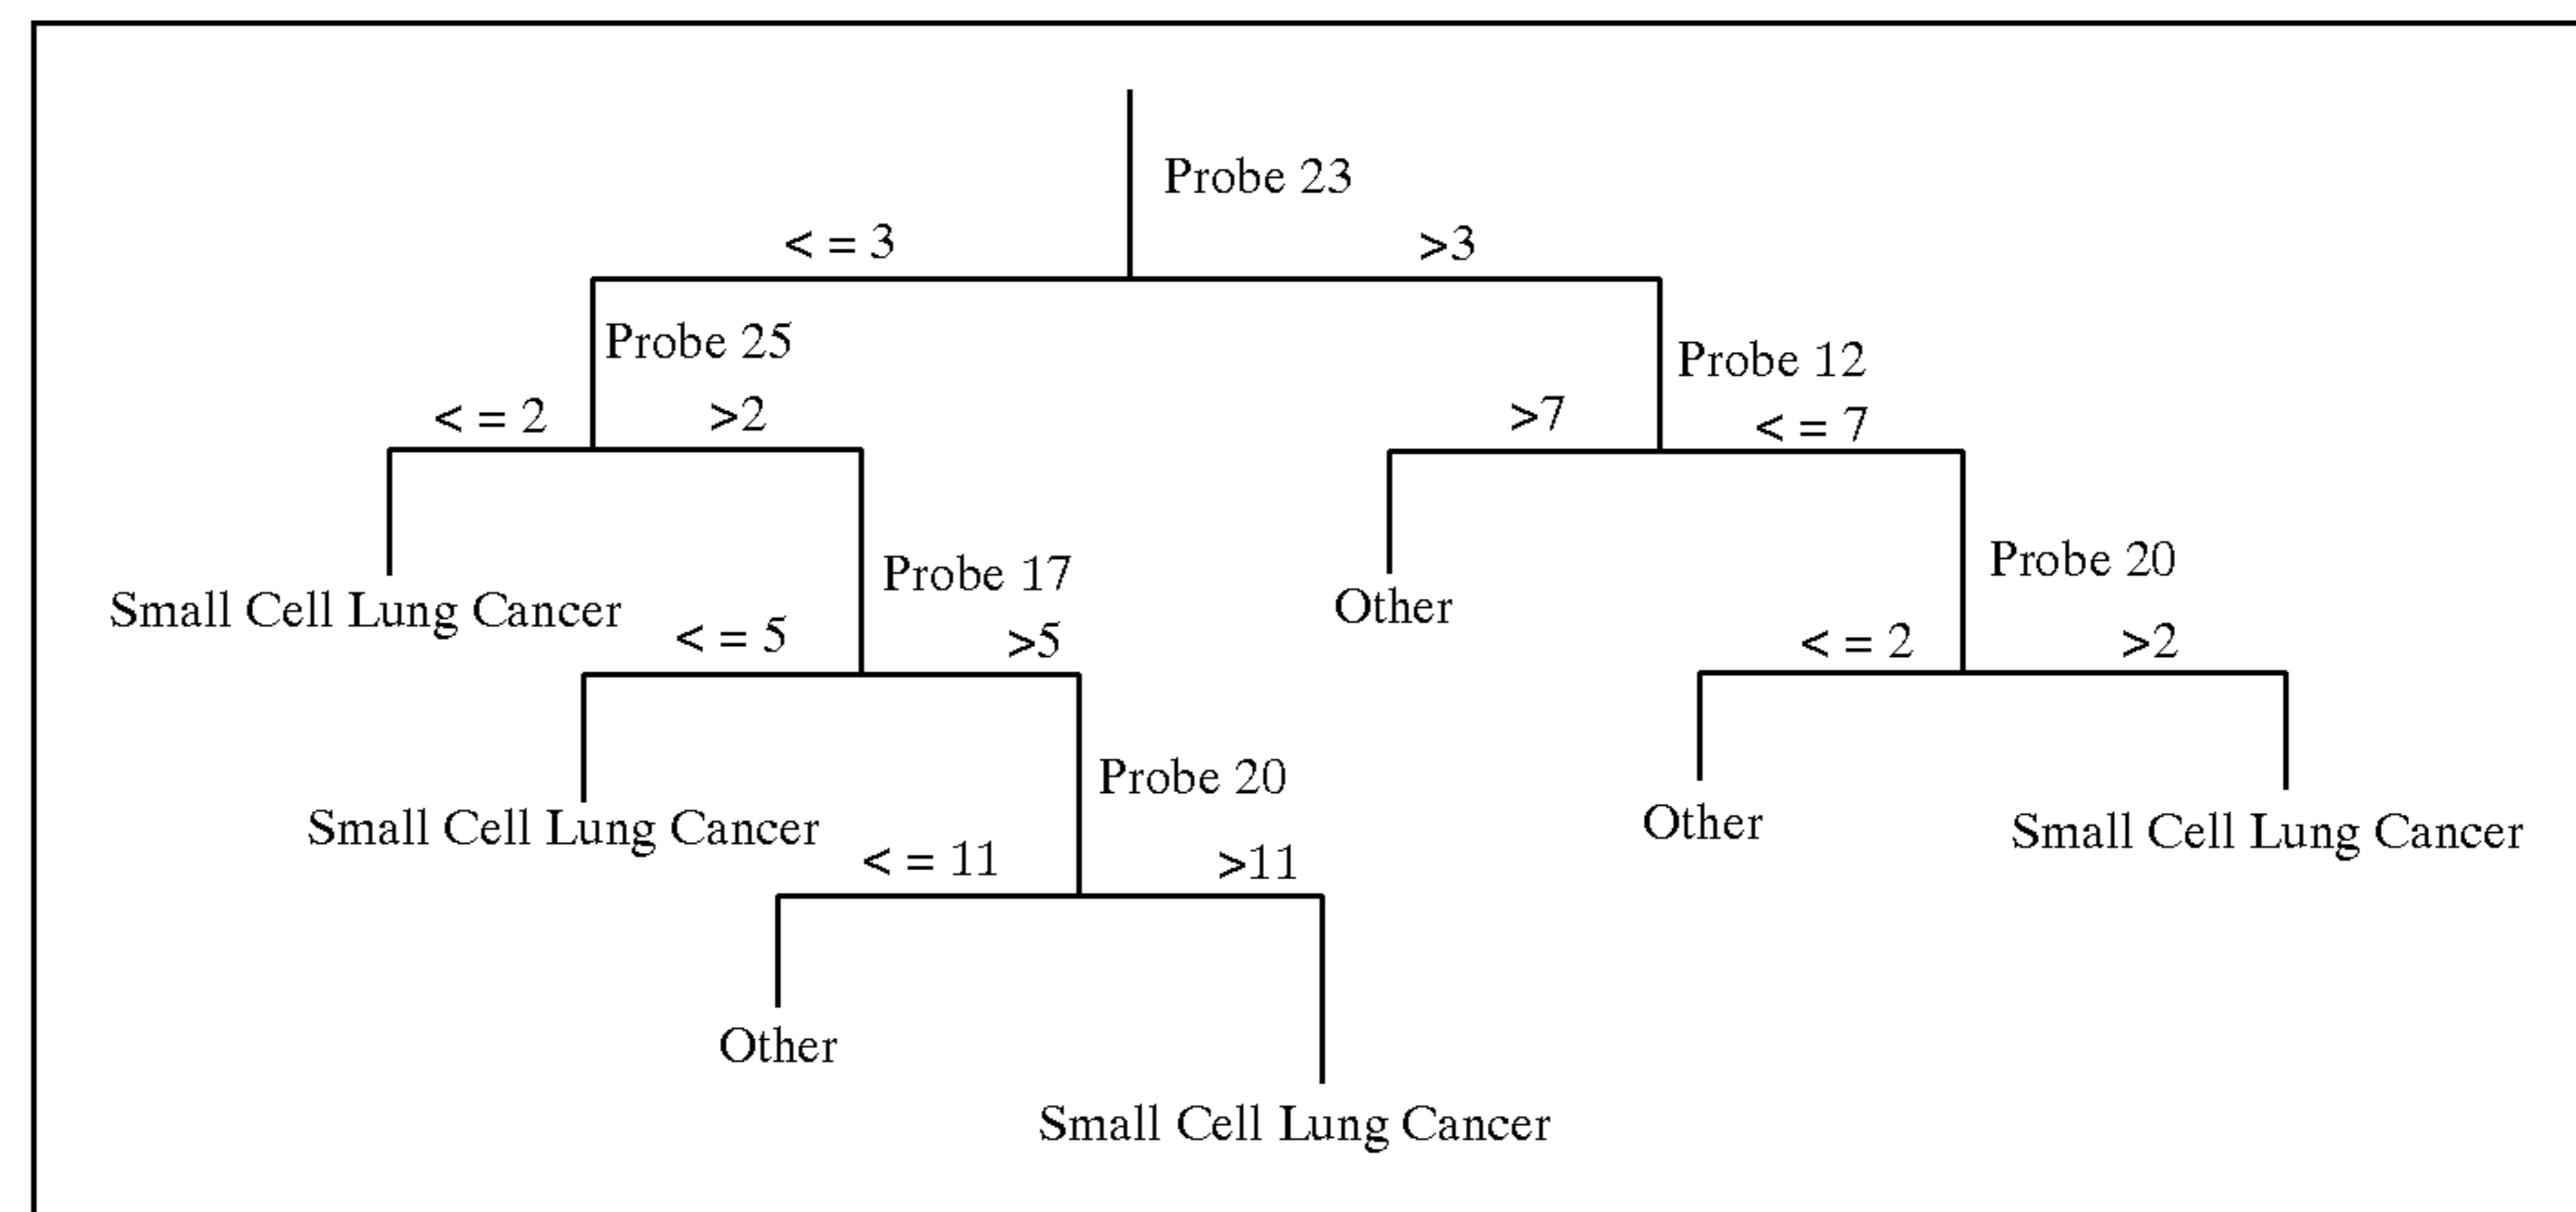 Probe 23
< = 3
>3
Probe 25
Probe 12
< = 2
>2
>7
< = 7
Small Cell Lung Cancer
Probe 17
Other
Probe 20
< = 5
>5
< = 2
>2
Small Cell Lung Cancer
Probe 20
Other
Small Cell Lung Cancer
< = 11
>11
Other
Small Cell Lung Cancer